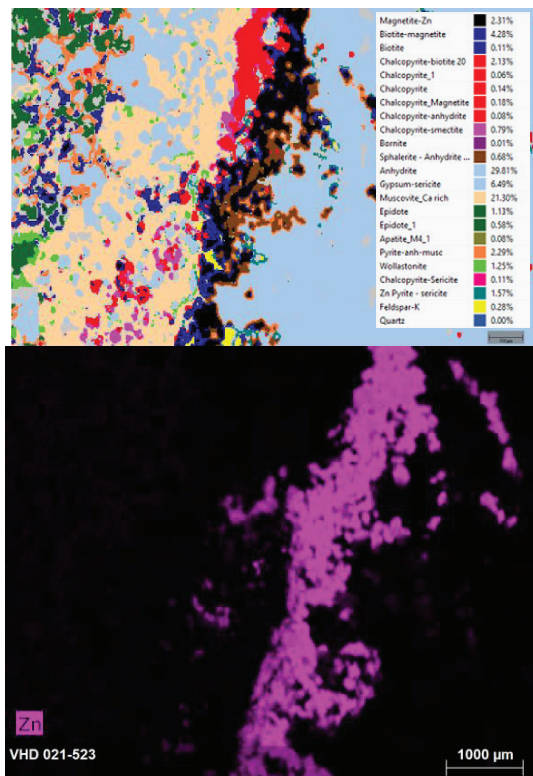 Magnetite-Zn 2.31%
Biotite-magnetite 4.28%
Biotite 0.11%
Chalcopyrite-biotite 20 2.13%
Chalcopyrite_1 0.06%
Chalcopyrite 0.14%
Chalcopyrite_Magnetite 0.18%
Chalcopyrite-anhydrite 0.08%
Chalcopyrite-smectite 0.79%
Bornite 0.01%
Sphalerite - Anhydrite ... 0.68%
Anhydrite 29.81%
Gypsum-sericite 6.49%
Muscovite_Ca rich 21.30%
Epidote 1.13%
Epidote_1 0.58%
Apatite_M4_1 0.08%
Pyrite-anh-musc 2.29%
Wollastonite 1.25%
Chalcopyrite-Sericite 0.11%
Zn Pyrite - sericite 1.57%
Feldspar-K 0.28%
Quartz 0.00%
Zn
VHD 021-523
1000 µm